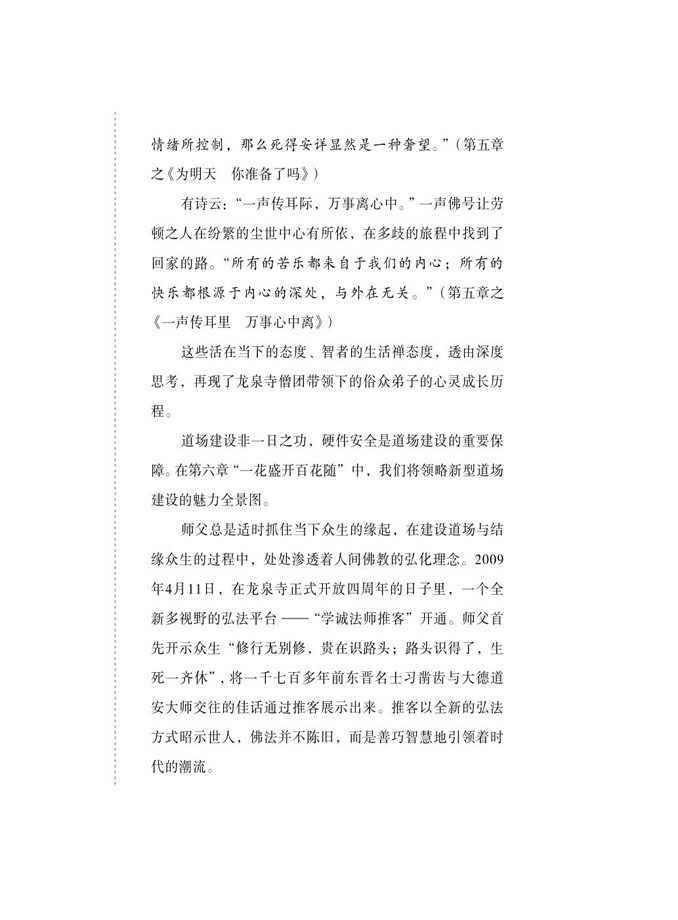 情绪所控制，那么死得安详显然是一种奢望。”（第五章
之《为明天　你准备了吗》）
有诗云：“一声传耳际，万事离心中。”一声佛号让劳
顿之人在纷繁的尘世中心有所依，在多歧的旅程中找到了
回家的路。“所有的苦乐都来自于我们的内心；所有的
快乐都根源于内心的深处，与外在无关。”（第五章之
《一声传耳里　万事心中离》）
这些活在当下的态度、智者的生活禅态度，透由深度
思考，再现了龙泉寺僧团带领下的俗众弟子的心灵成长历
程。
道场建设非一日之功，硬件安全是道场建设的重要保
障。在第六章“一花盛开百花随”中，我们将领略新型道场
建设的魅力全景图。
师父总是适时抓住当下众生的缘起，在建设道场与结
缘众生的过程中，处处渗透着人间佛教的弘化理念。2009
年4月11日，在龙泉寺正式开放四周年的日子里，一个全
新多视野的弘法平台——“学诚法师推客”开通。师父首
先开示众生“修行无别修，贵在识路头；路头识得了，生
死一齐休”，将一千七百多年前东晋名士习凿齿与大德道
安大师交往的佳话通过推客展示出来。推客以全新的弘法
方式昭示世人，佛法并不陈旧，而是善巧智慧地引领着时
代的潮流。